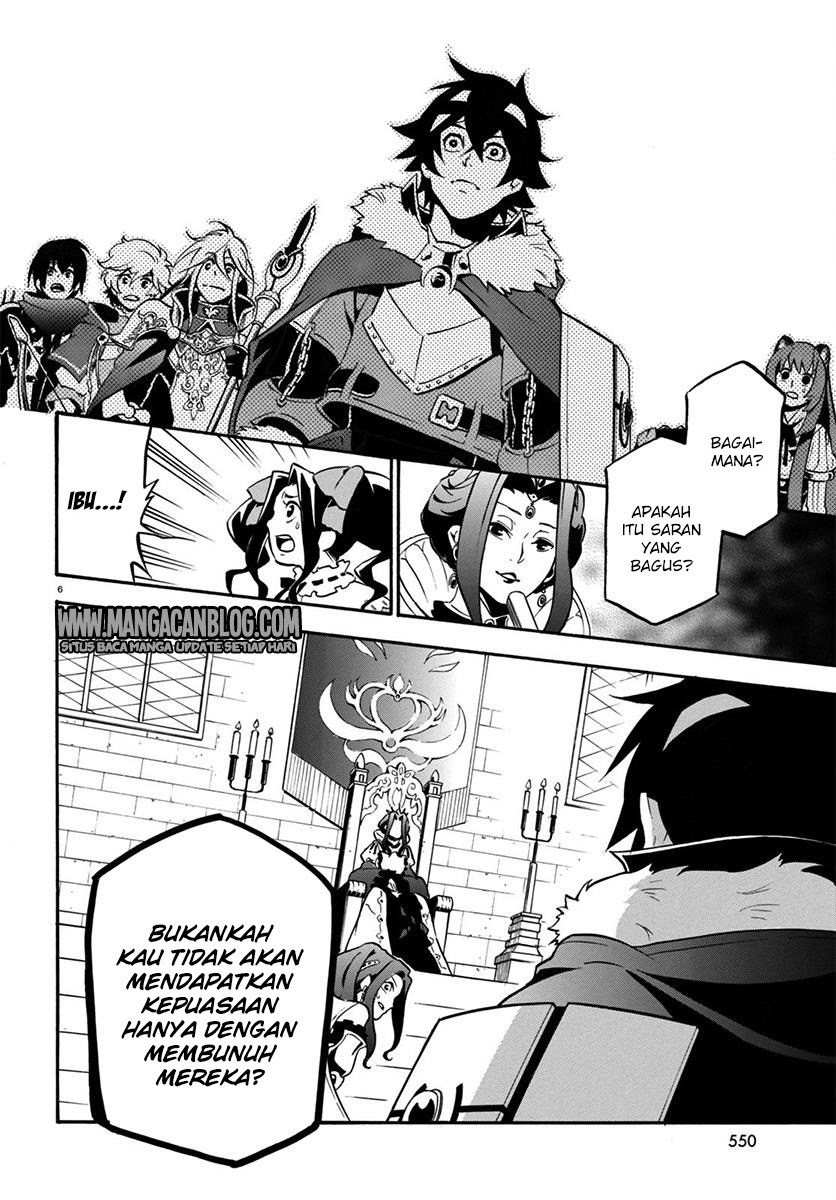 BAGAI-
MANA?
APAKAH
ITU SARAN
YANG
BAGUS?
IBU...!
6
WWW.MANGACANBLOG.COM
SITUS BACA MANGA UPDATE SETIAP HARI
BUKANKAH
KAU TIDAK AKAN
MENDAPATKAN
KEPUASAAN
HANYA DENGAN
MEMBUNUH
MEREKA?
550